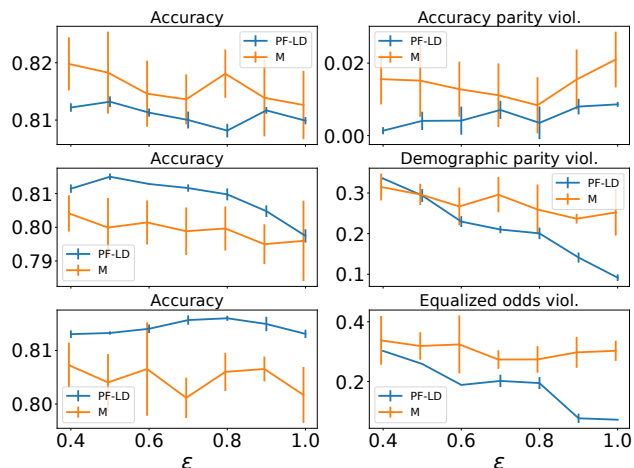 Accuracy
0.82
0.81
PF-LD
M
Accuracy parity viol.
0.02
0.00
PF-LD
M
Accuracy
0.81
0.80
0.79
PF-LD
M
Demographic parity viol.
0.3
0.2
0.1
PF-LD
M
Accuracy
0.81
0.80
PF-LD
M
0.4 0.6 0.8 1.0
ε
Equalized odds viol.
0.4
0.2
PF-LD
M
0.4 0.6 0.8 1.0
ε